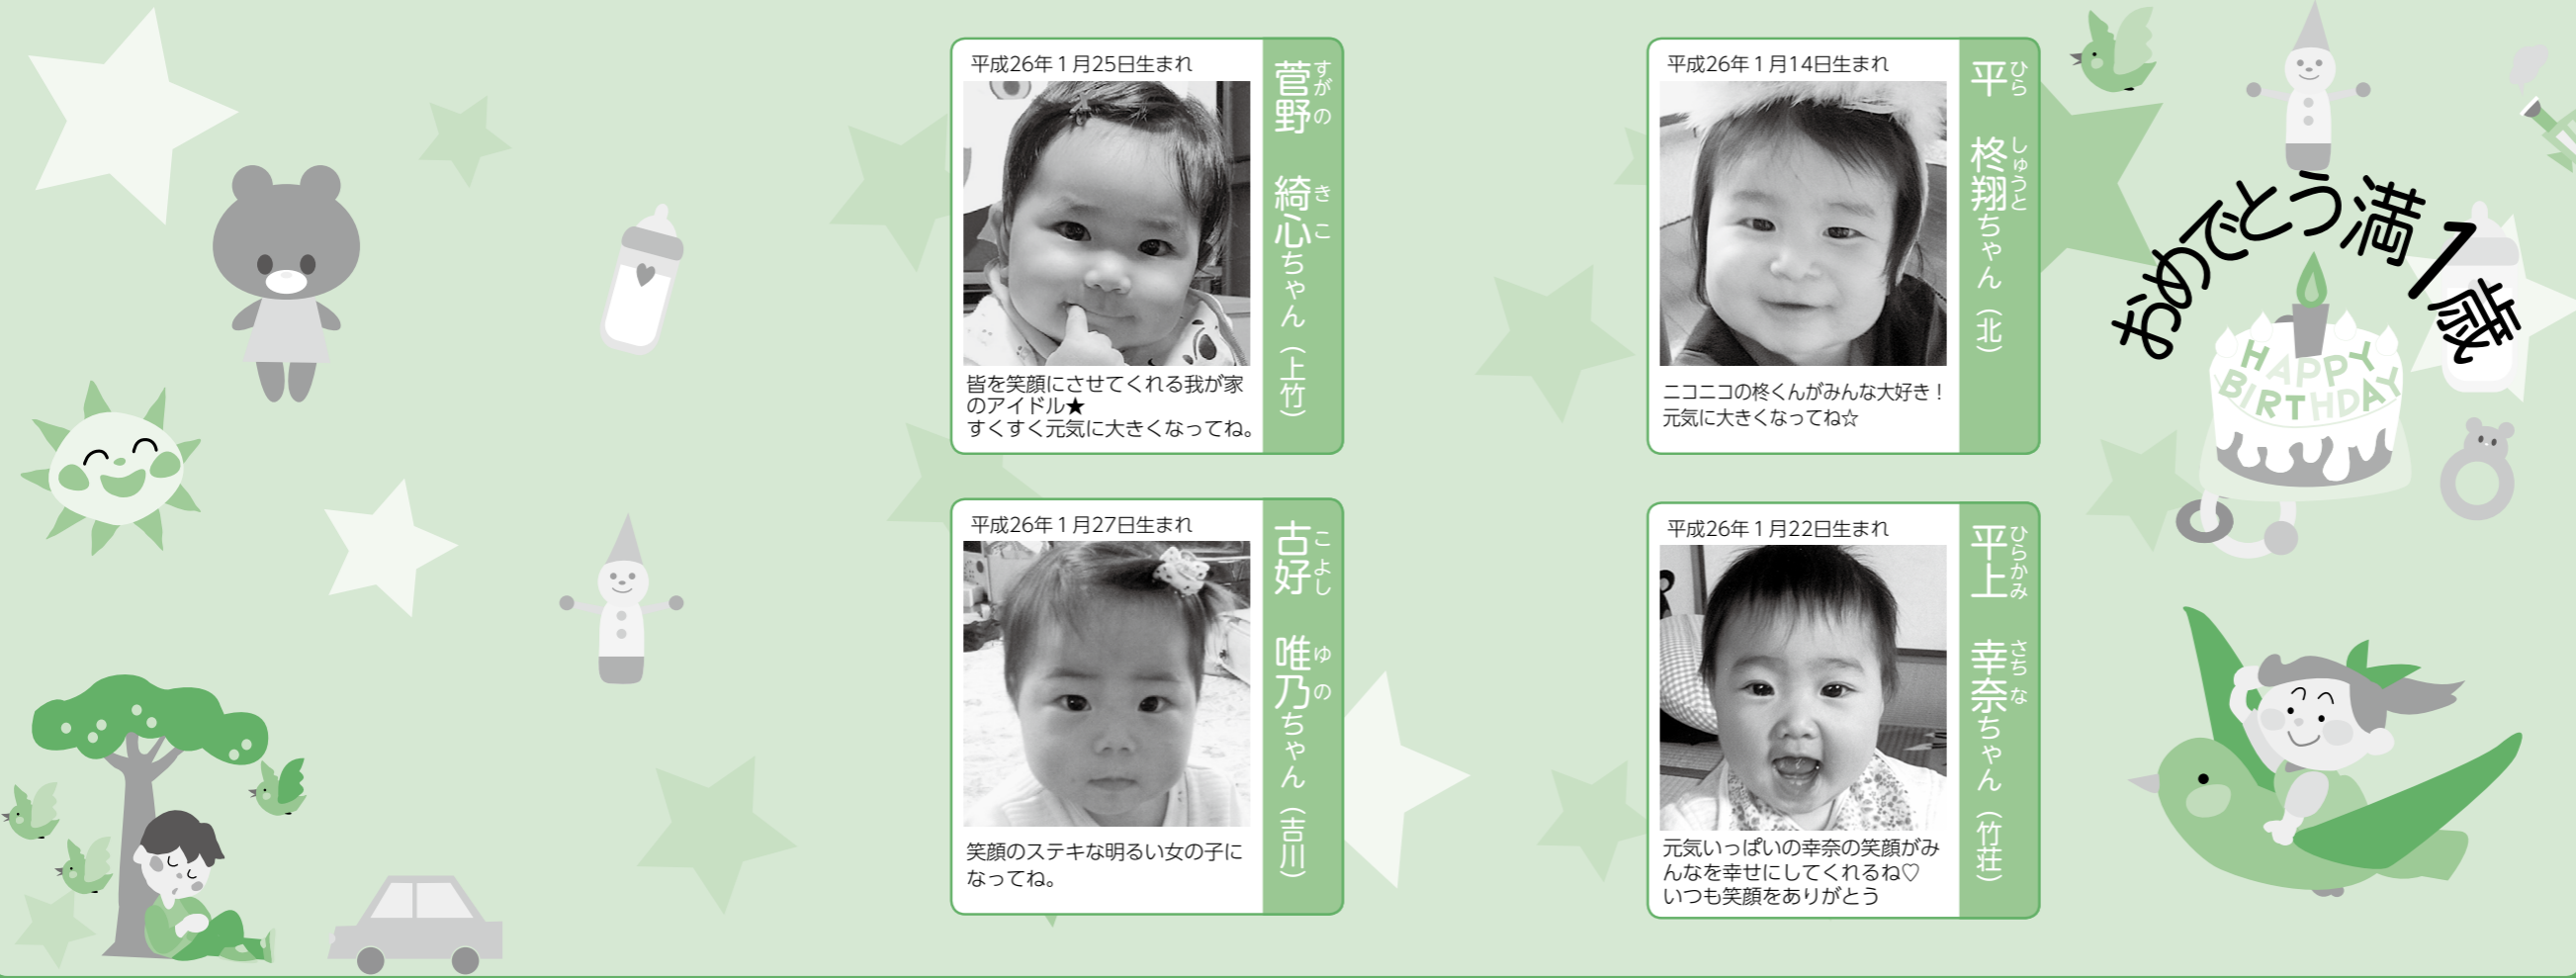 おめでとう満1歳
HAPPY
BIRTHDAY
平成26年１月14日生まれ
平 柊翔ちゃん（北）
ひら しゅうと
ニコニコの柊くんがみんな大好き！
元気に大きくなってね☆
平成26年１月22日生まれ
平上 幸奈ちゃん（竹荘）
ひらかみ さちな
元気いっぱいの幸奈の笑顔がみ
んなを幸せにしてくれるね♡
いつも笑顔をありがとう
平成26年１月25日生まれ
菅野 綺心ちゃん（上竹）
すがの きこ
皆を笑顔にさせてくれる我が家
のアイドル★
すくすく元気に大きくなってね。
平成26年１月27日生まれ
古好 唯乃ちゃん（吉川）
こよし ゆの
笑顔のステキな明るい女の子に
なってね。